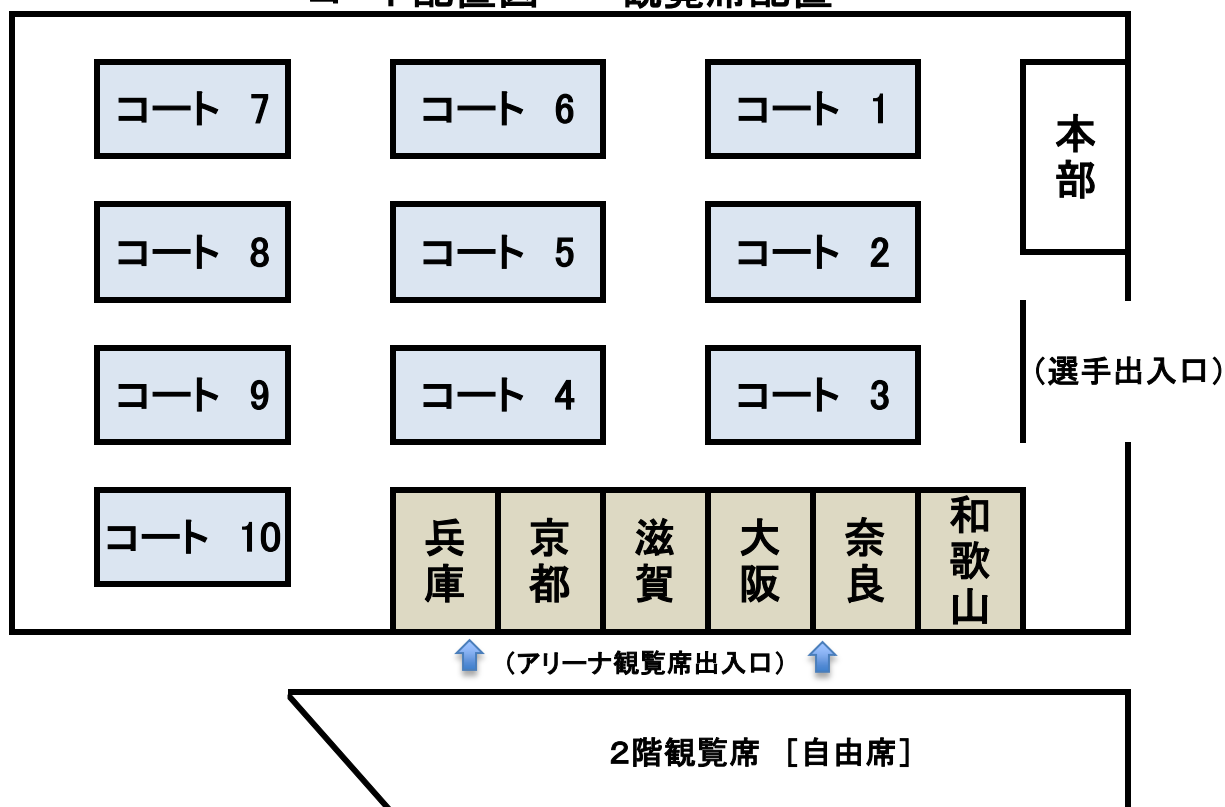 コート 7
コート 6
コート 1
本部
コート 8
コート 5
コート 2
コート 9
コート 4
コート 3
（選手出入口）
コート 10
兵庫
京都
滋賀
大阪
奈良
和歌山
（アリーナ観覧席出入口）
２階観覧席 ［自由席］